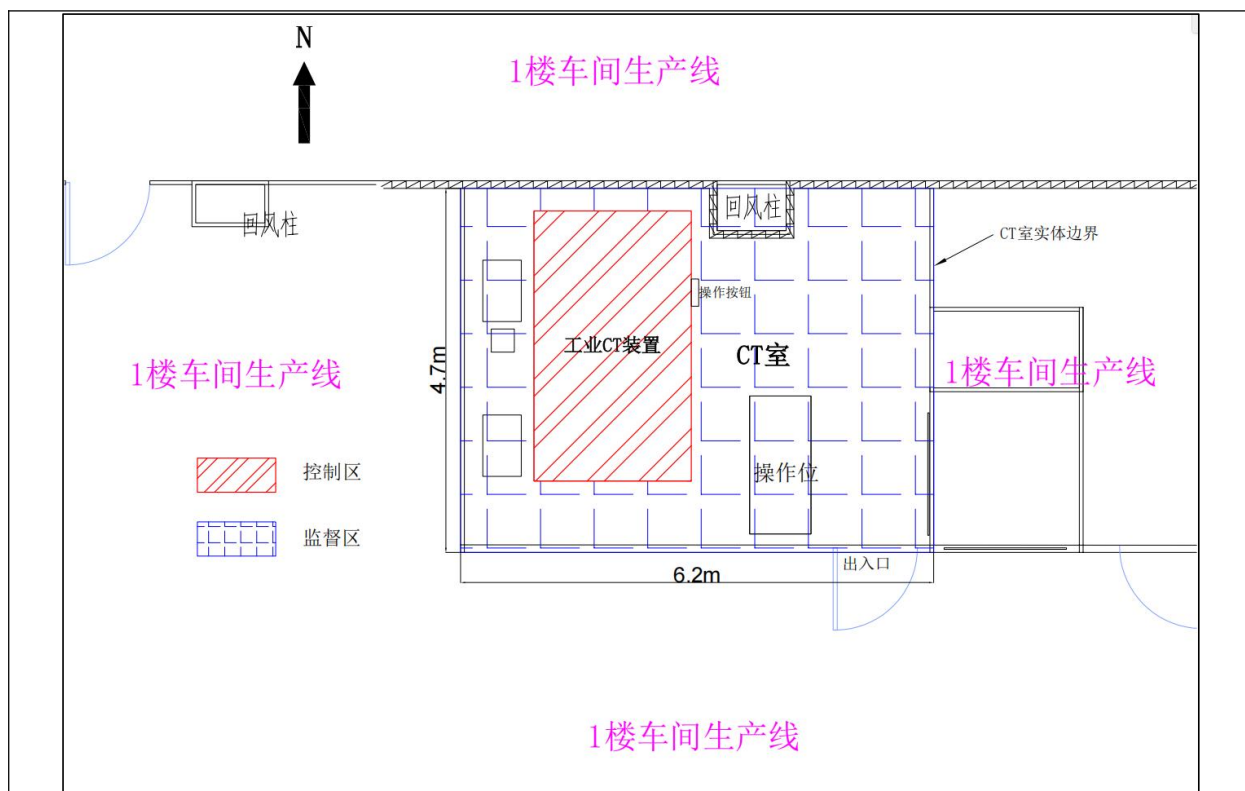 N
1楼车间生产线
回风柱
回风柱
CT室实体边界
操作按钮
工业CT装置
CT室
1楼车间生产线
4.7m
1楼车间生产线
控制区
操作位
监督区
出入口
6.2m
1楼车间生产线